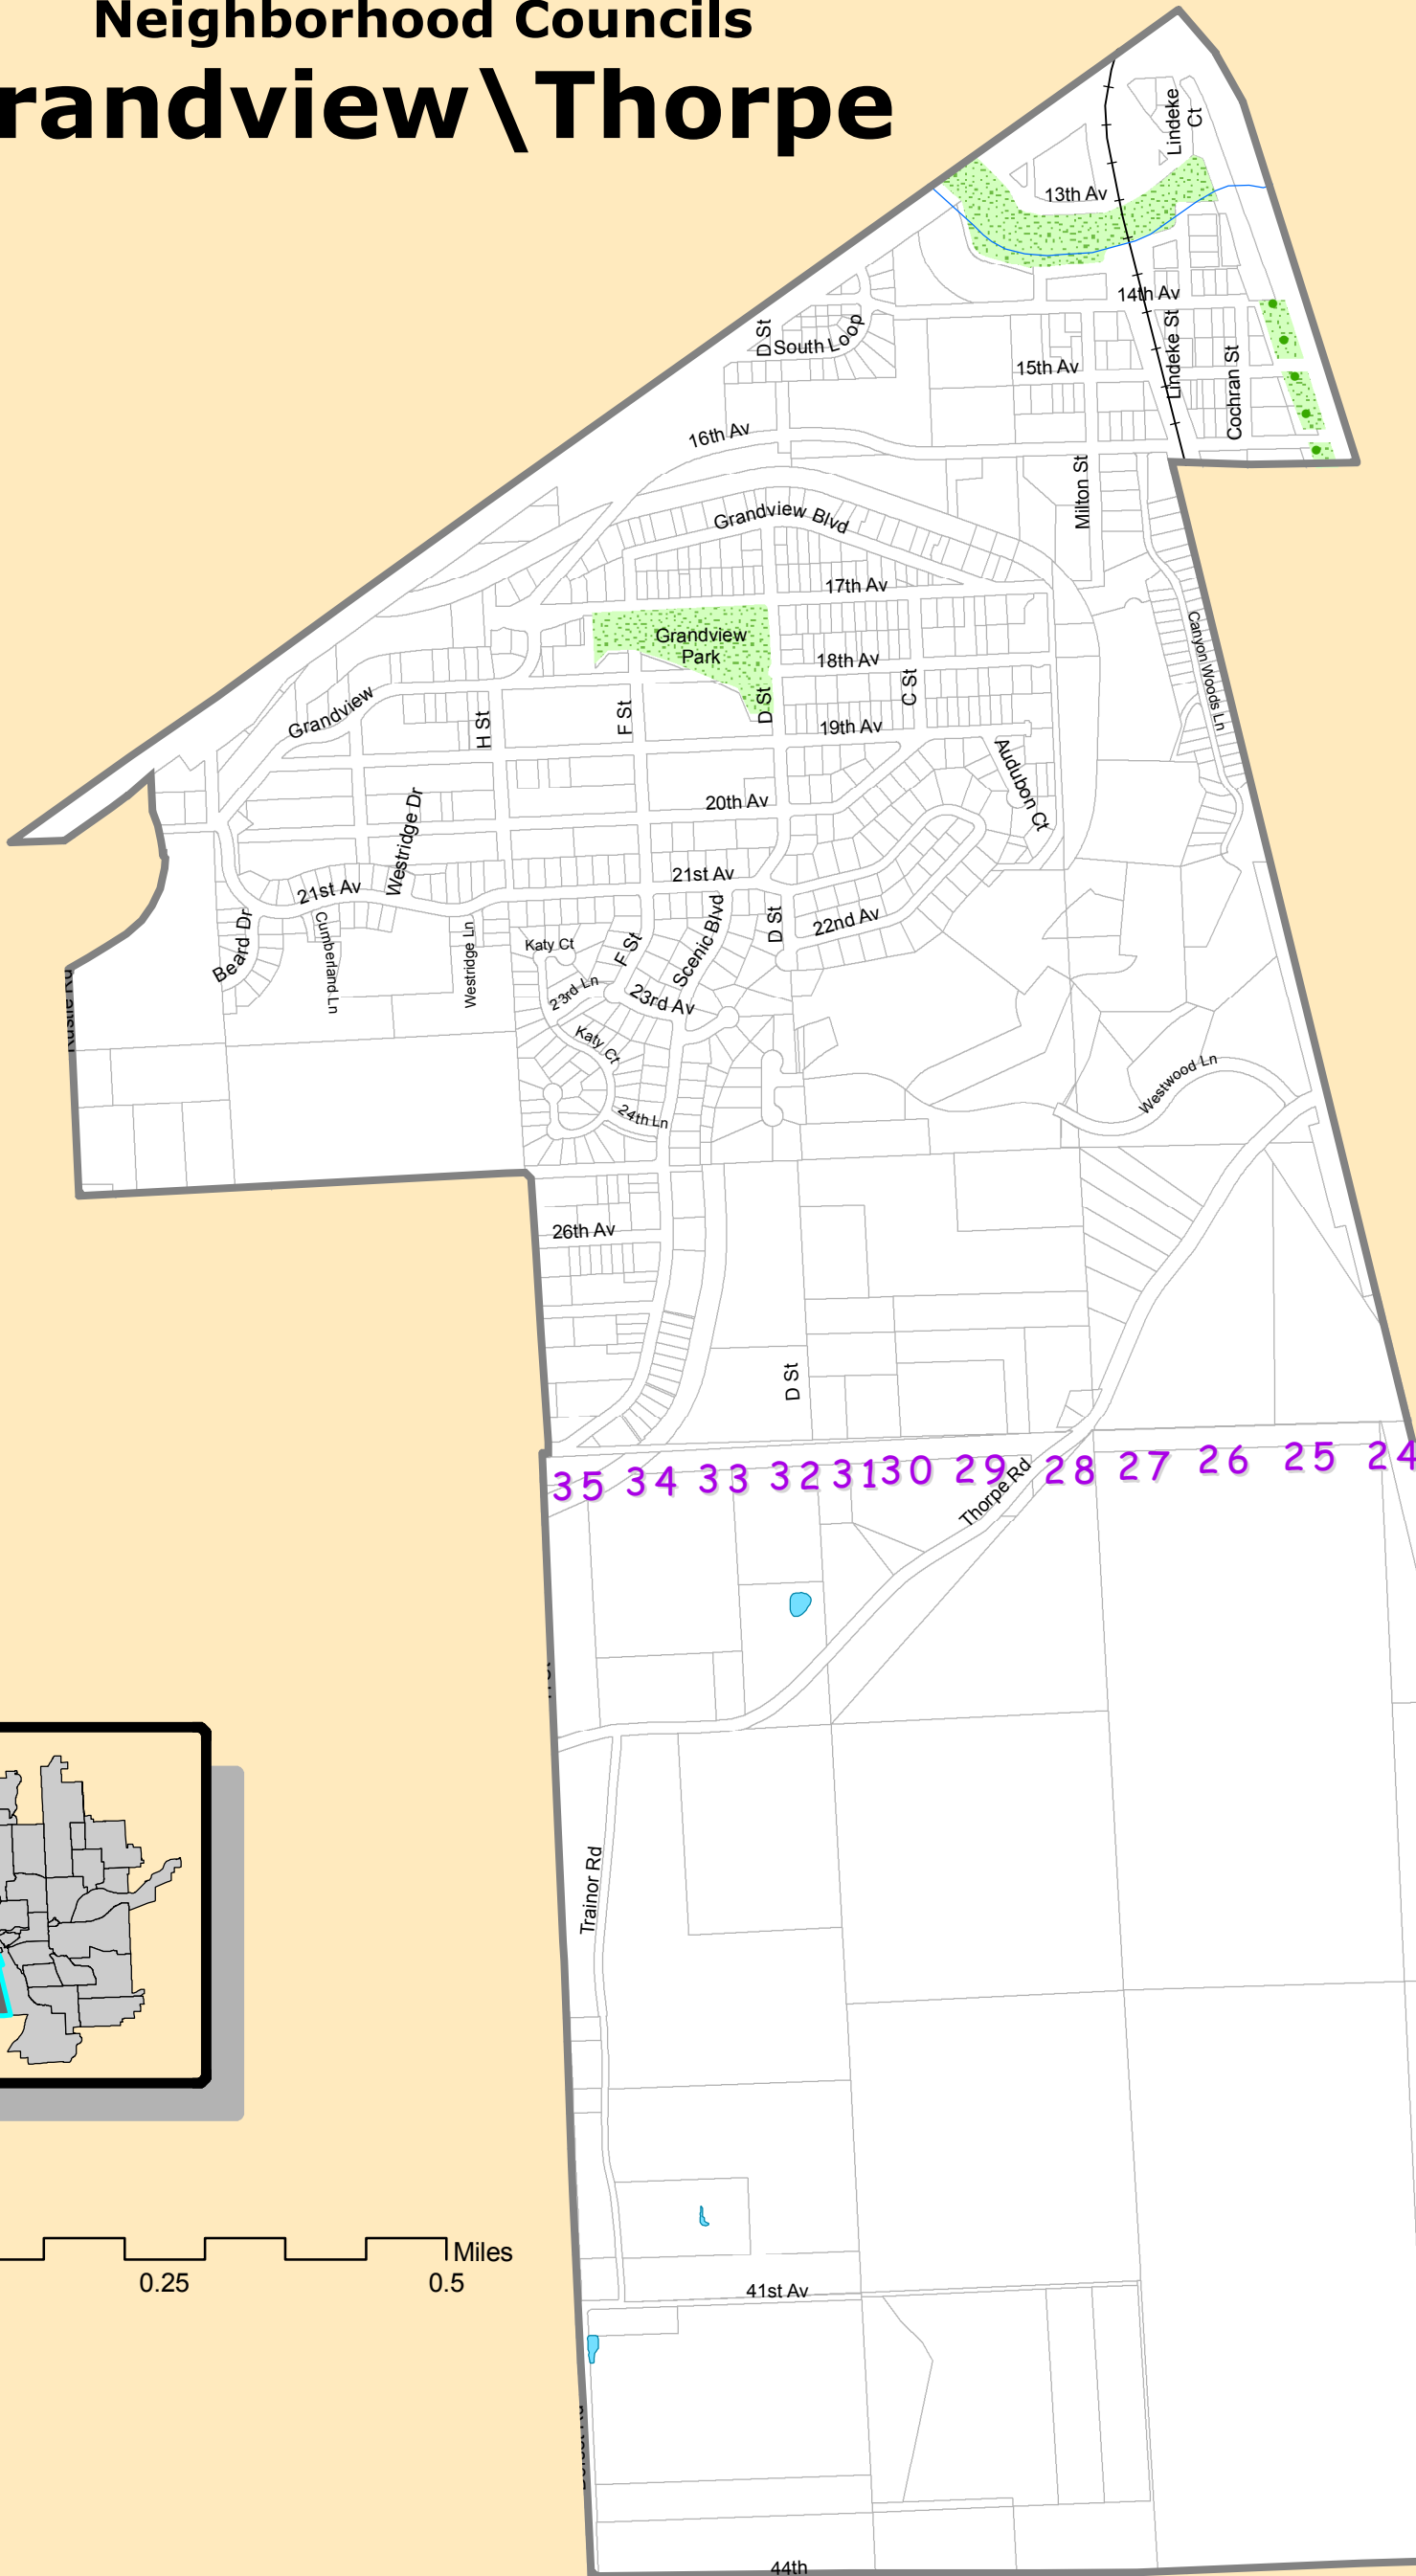 Neighborhood Councils
randview\Thorpe
Lindeke
Ct
13th Av
14th Av
D St
South Loop
Lindeke St
15th Av
Cochran St
16th Av
Milton St
Grandview Blvd
17th Av
Grandview
Park
18th Av
Canyon Woods Ln
C St
D St
Grandview
F St
H St
19th Av
Audubon Ct
20th Av
Westridge Dr
21st Av
21st Av
22nd Av
D St
Scenic Blvd
Beard Dr
Cumberland Ln
Westridge Ln
Katy Ct
F St
23rd Ln
23rd Av
Katy Ct
24th Ln
Westwood Ln
26th Av
D St
35 34 33 32 31 30 29 28 27 26 25 24
Thorpe Rd
Trainor Rd
Miles
0.25
0.5
41st Av
44th